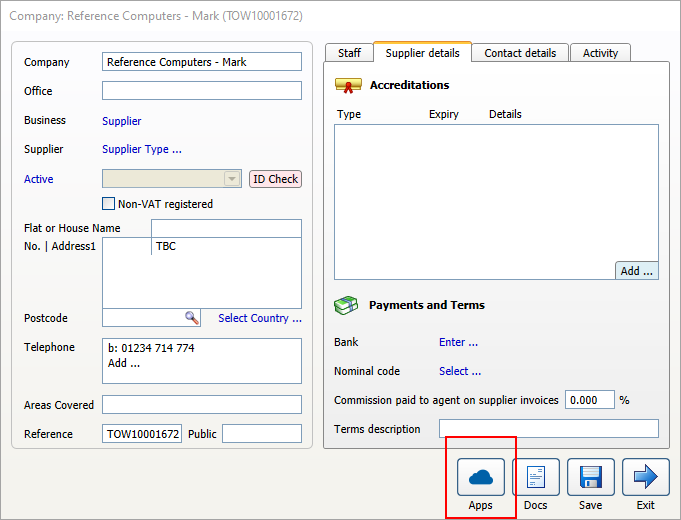 Company: Reference Computers - Mark (TOW10001672)
Company Reference Computers - Mark
Office
Business Supplier
Supplier Supplier Type ...
Active ID Check
Non-VAT registered
Flat or House Name
No. | Address1 TBC
Postcode Select Country ...
Telephone b: 01234 714 774
Add ...
Areas Covered
Reference TOW10001672 Public
Staff Supplier details Contact details Activity
Accreditations
Type Expiry Details
Add ...
Payments and Terms
Bank Enter ...
Nominal code Select ...
Commission paid to agent on supplier invoices 0.000 %
Terms description
Apps Docs Save Exit